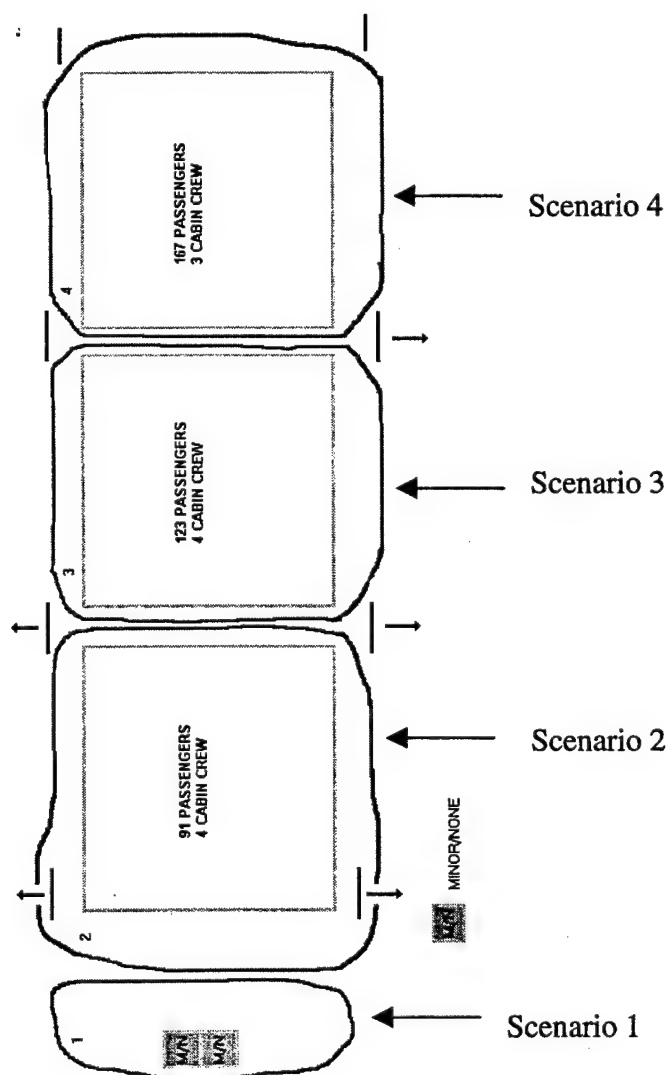 167 PASSENGERS
3 CABIN CREW
4
Scenario 4
123 PASSENGERS
4 CABIN CREW
3
Scenario 3
91 PASSENGERS
4 CABIN CREW
2
Scenario 2
M/N
MINOR/NONE
1
M/N
M/N
Scenario 1